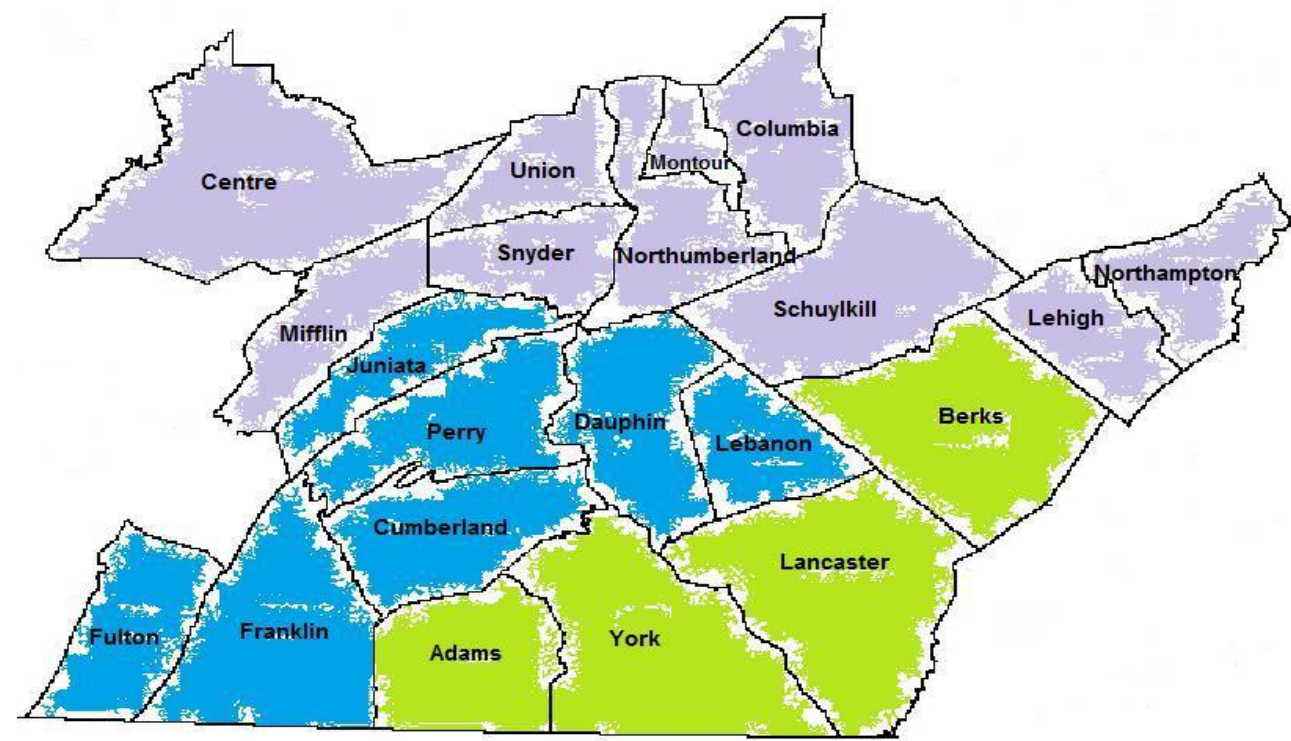 Columbia
Montour
Union
Centre
Snyder
Northumberland
Northampton
Schuylkill
Lehigh
Mifflin
Juniata
Berks
Perry
Dauphin
Lebanon
Cumberland
Lancaster
Fulton
Franklin
Adams
York